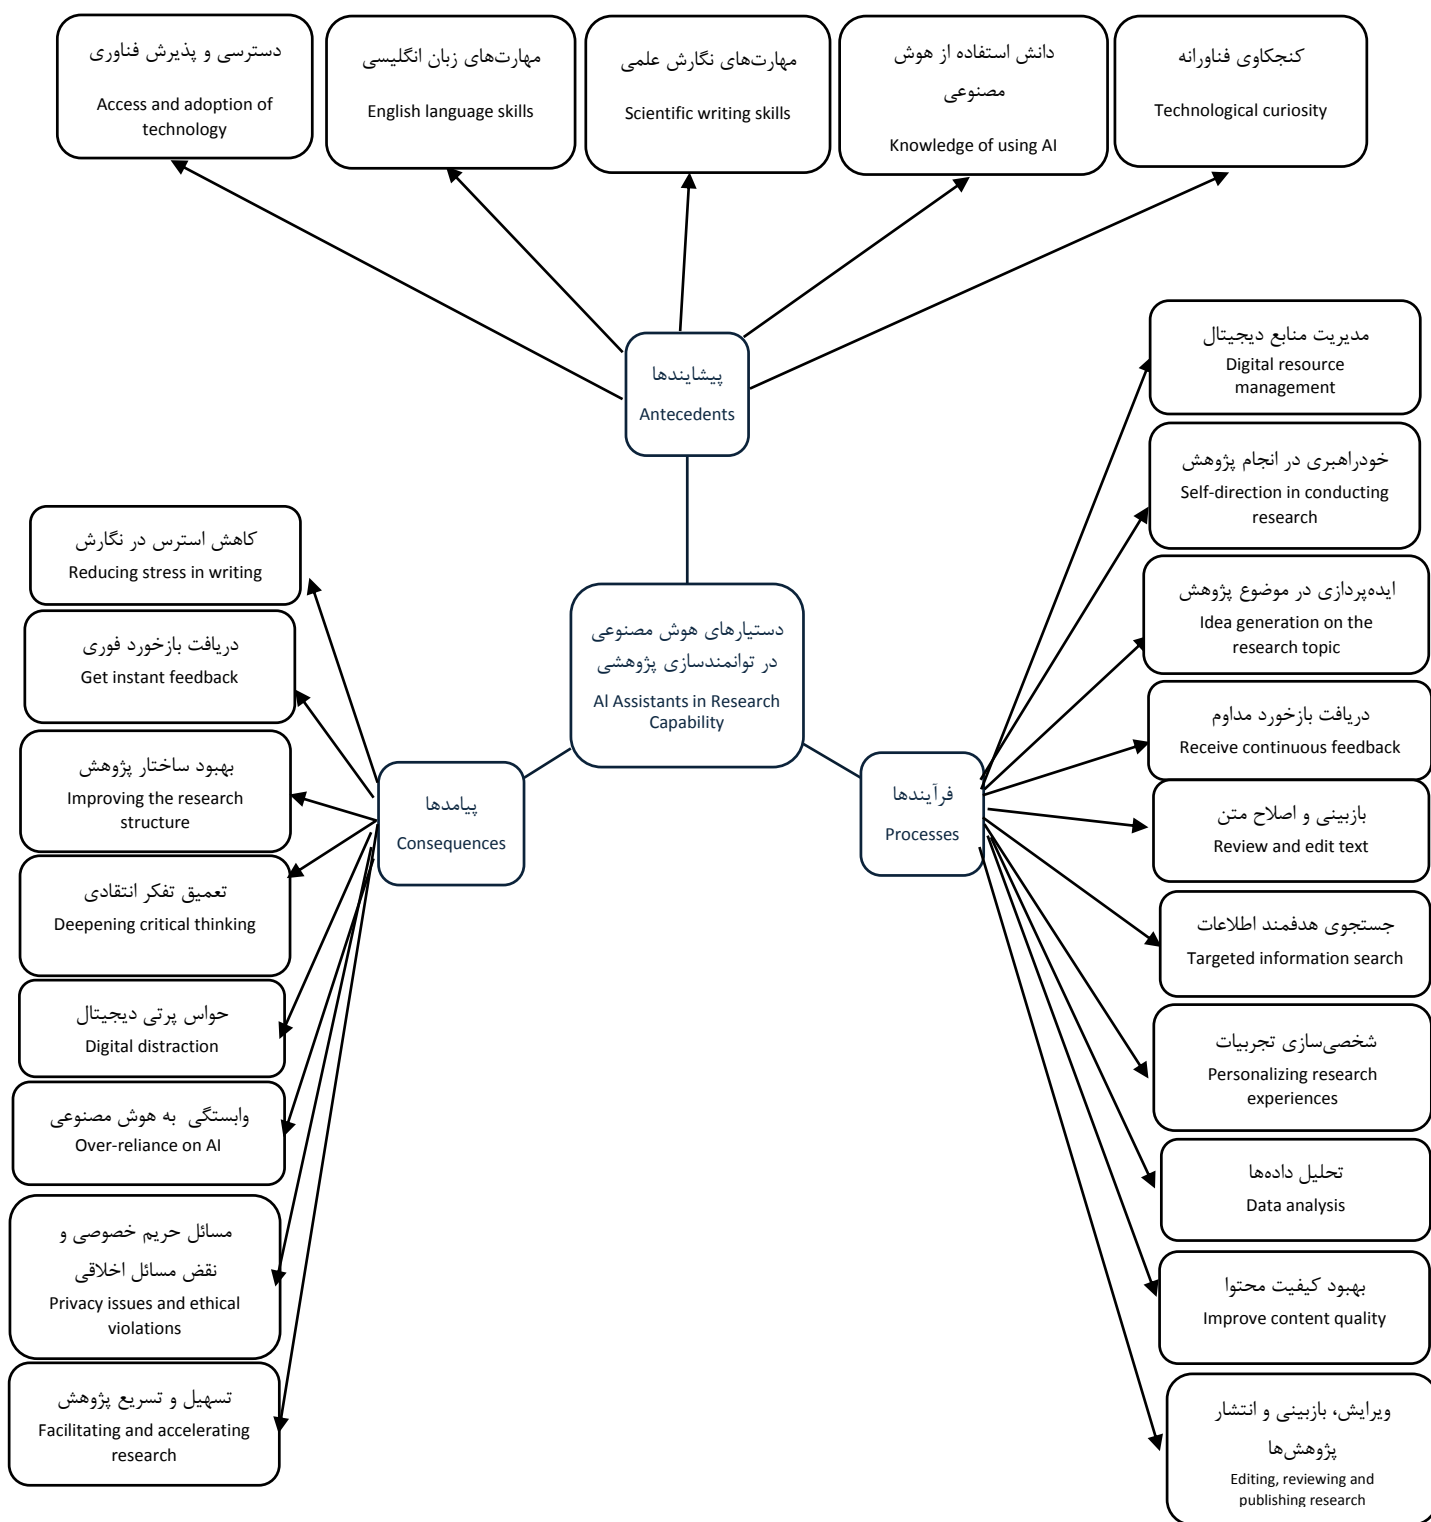 دسترسی و پذیرش فناوری
Access and adoption of
technology
مهارت‌های زبان انگلیسی
English language skills
مهارت‌های نگارش علمی
Scientific writing skills
دانش استفاده از هوش
مصنوعی
Knowledge of using AI
کنجکاوی فناورانه
Technological curiosity
پیشایندها
Antecedents
دستیارهای هوش مصنوعی
در توانمندسازی پژوهشی
Al Assistants in Research
Capability
پیامدها
Consequences
فرآیندها
Processes
کاهش استرس در نگارش
Reducing stress in writing
دریافت بازخورد فوری
Get instant feedback
بهبود ساختار پژوهش
Improving the research
structure
تعمیق تفکر انتقادی
Deepening critical thinking
حواس پرتی دیجیتال
Digital distraction
وابستگی به هوش مصنوعی
Over-reliance on AI
مسائل حریم خصوصی و
نقض مسائل اخلاقی
Privacy issues and ethical
violations
تسهیل و تسریع پژوهش
Facilitating and accelerating
research
مدیریت منابع دیجیتال
Digital resource
management
خودراهبری در انجام پژوهش
Self-direction in conducting
research
ایده‌پردازی در موضوع پژوهش
Idea generation on the
research topic
دریافت بازخورد مداوم
Receive continuous feedback
بازبینی و اصلاح متن
Review and edit text
جستجوی هدفمند اطلاعات
Targeted information search
شخصی‌سازی تجربیات
Personalizing research
experiences
تحلیل داده‌ها
Data analysis
بهبود کیفیت محتوا
Improve content quality
ویرایش، بازبینی و انتشار
پژوهش‌ها
Editing, reviewing and
publishing research